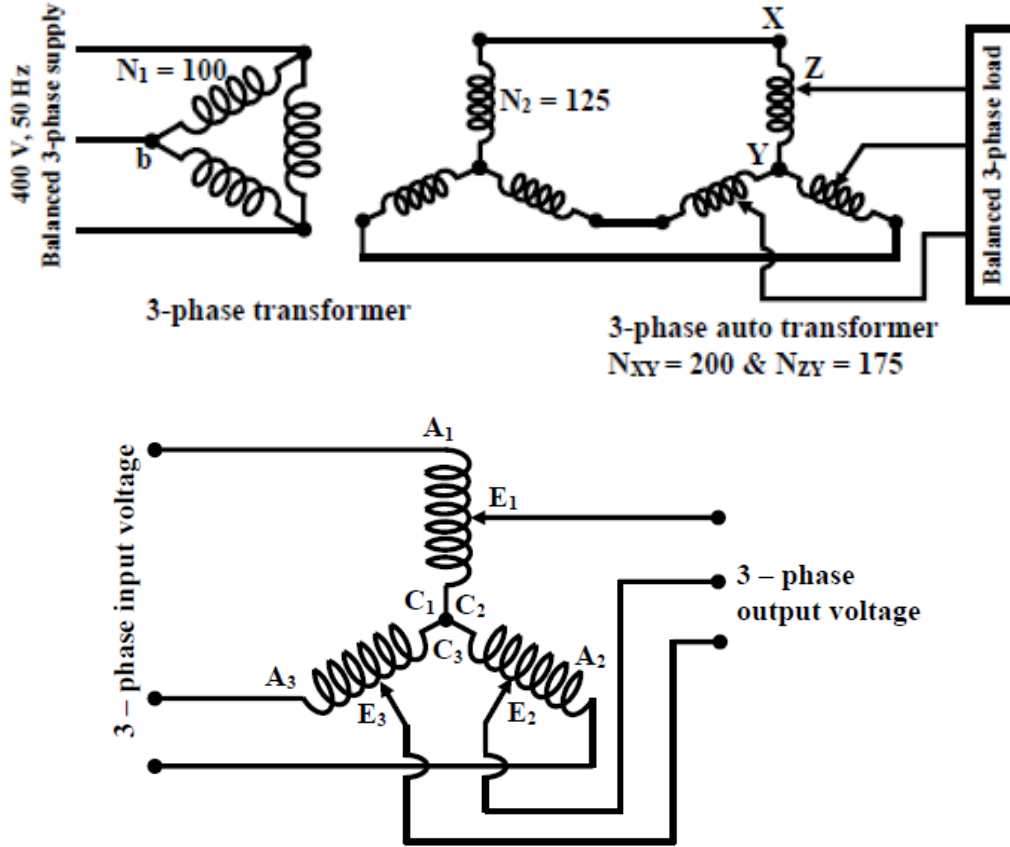 400 V, 50 Hz
Balanced 3-phase supply
N1 = 100
b
N2 = 125
X
Z
Y
Balanced 3-phase load
3-phase transformer
3-phase auto transformer
NXY = 200 & NZY = 175
3 – phase input voltage
A1
E1
C1
C2
C3
A2
A3
E3
E2
3 – phase
output voltage